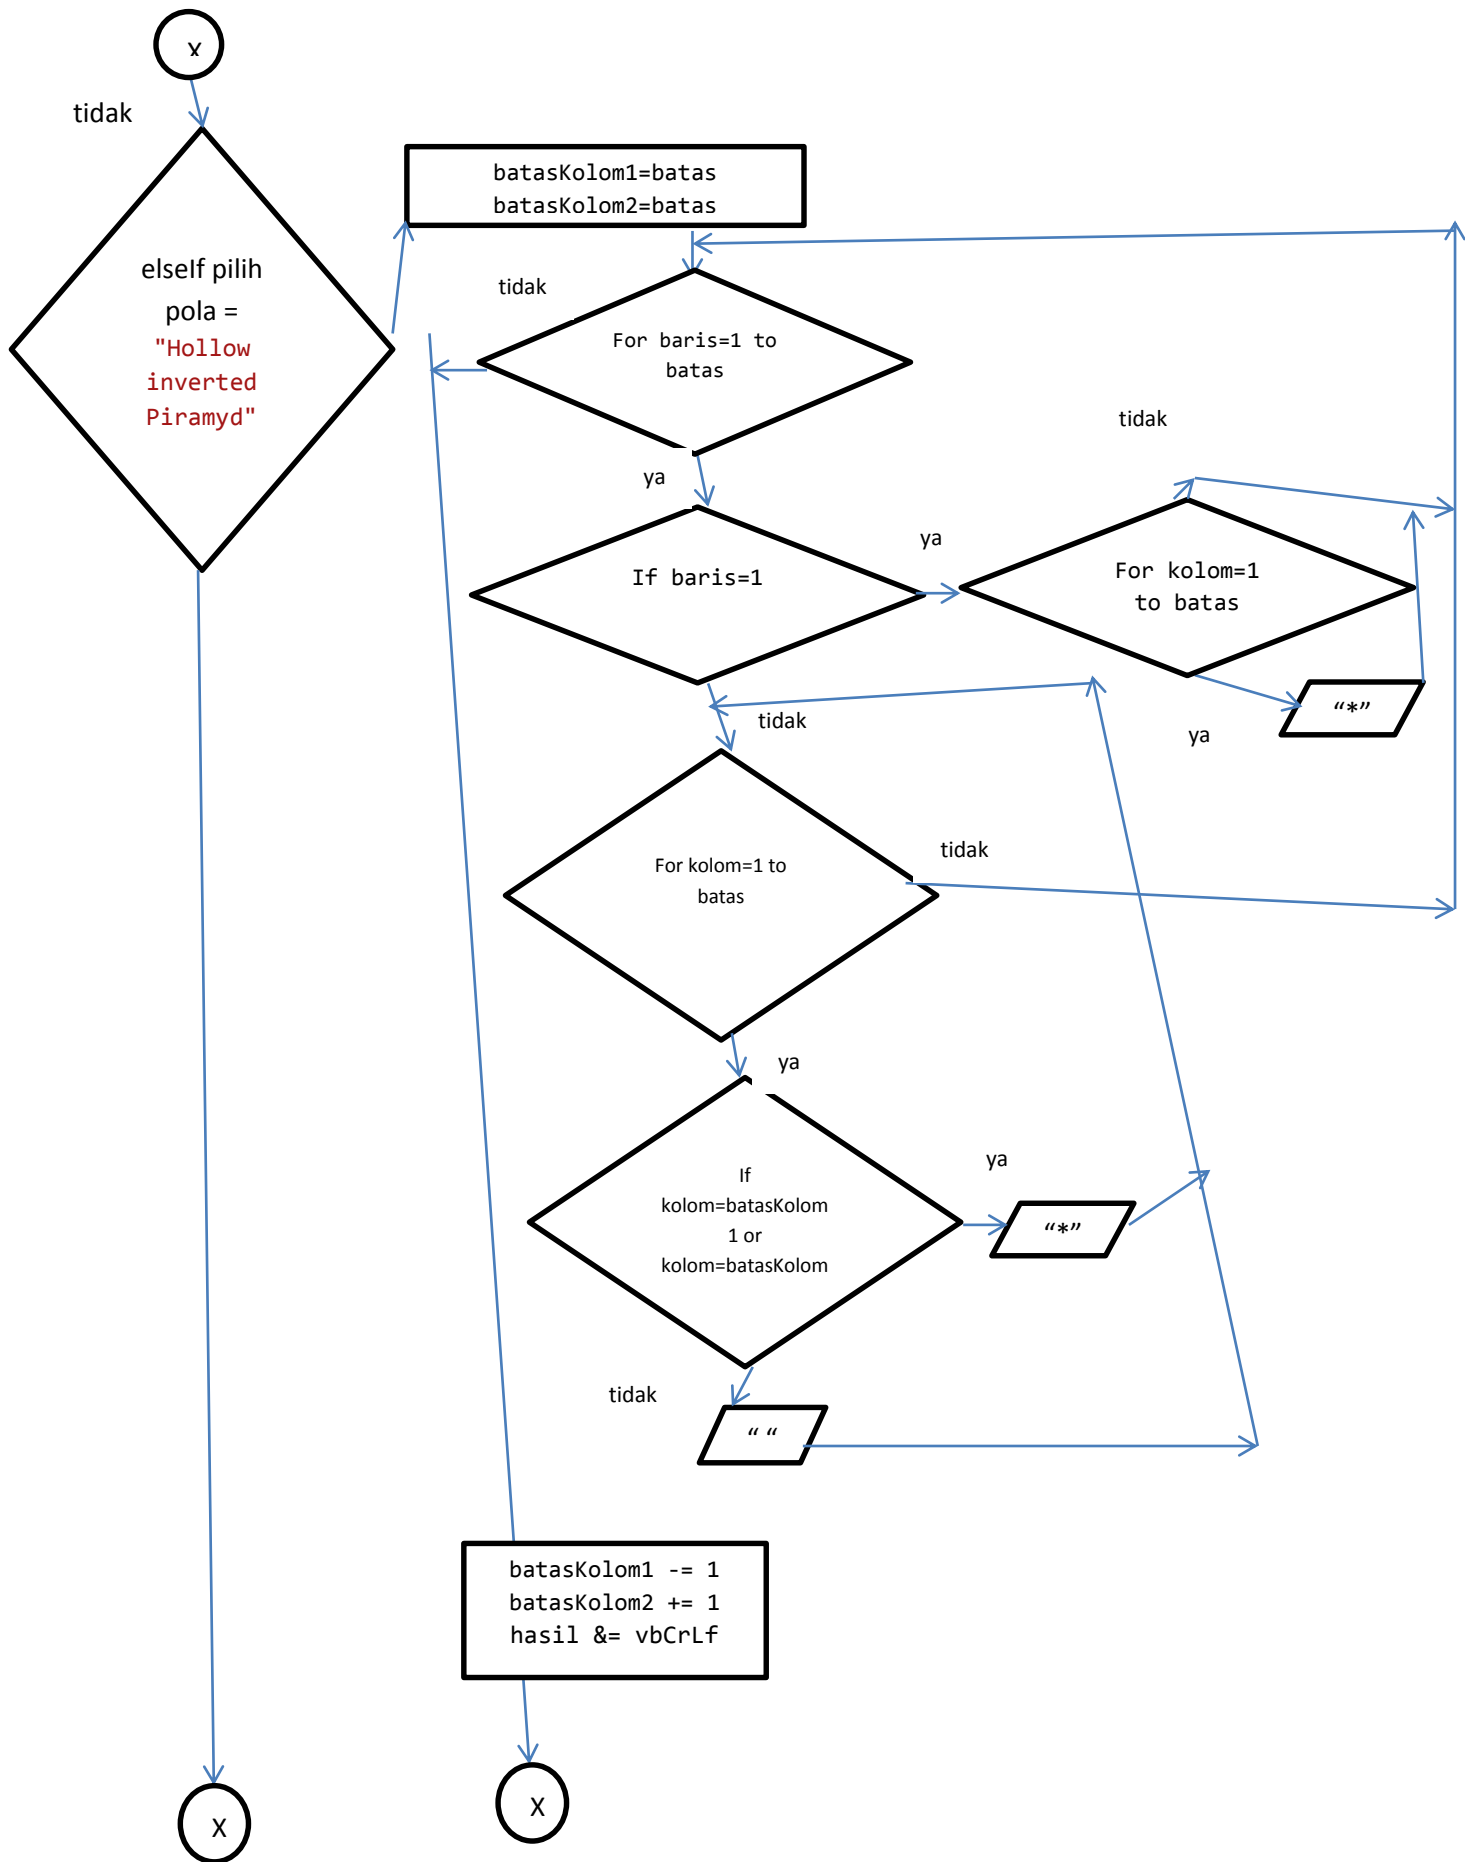 X
tidak
elseIf pilih
pola =
"Hollow
inverted
Piramyd"
batasKolom1=batas
batasKolom2=batas
tidak
For baris=1 to
batas
ya
If baris=1
ya
tidak
For kolom=1
to batas
ya
“*”
tidak
For kolom=1 to
batas
tidak
ya
If
kolom=batasKolom
1 or
kolom=batasKolom
ya
“*”
tidak
“ “
batasKolom1 -= 1
batasKolom2 += 1
hasil &= vbCrLf
X
X